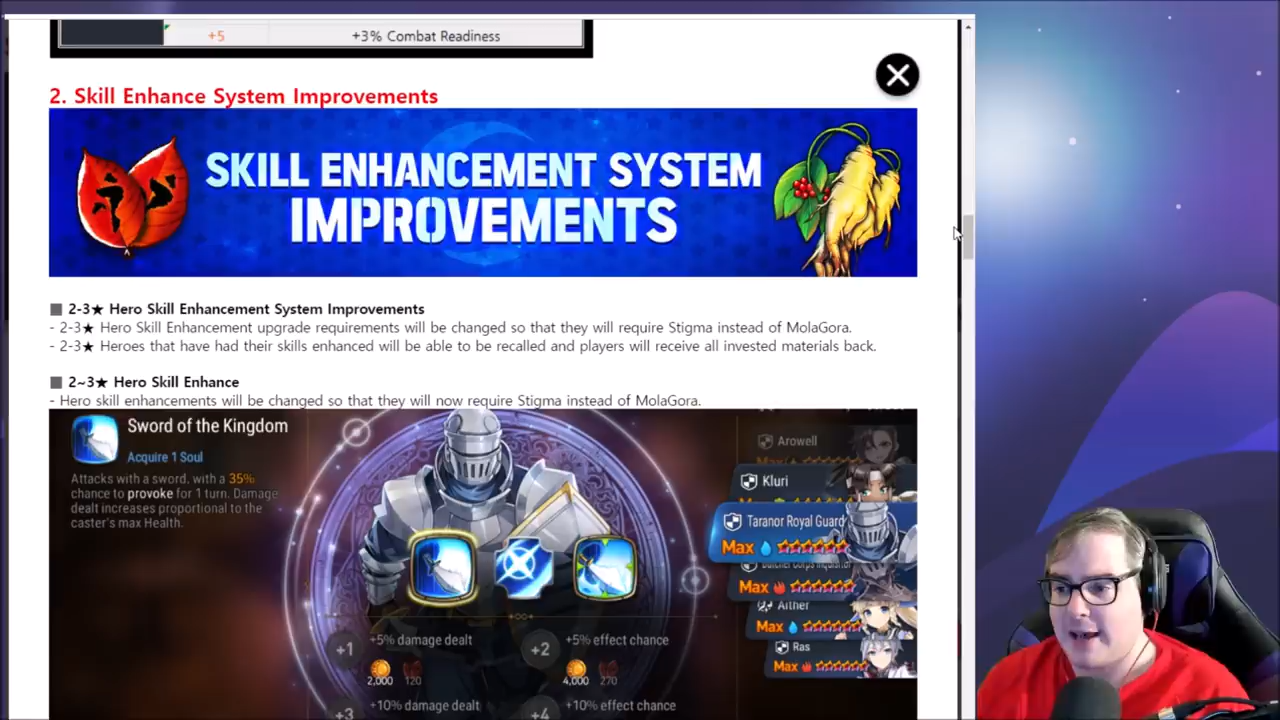 +5 +3% Combat Readiness
2. Skill Enhance System Improvements
SKILL ENHANCEMENT SYSTEM
IMPROVEMENTS
■ 2-3★ Hero Skill Enhancement System Improvements
- 2-3★ Hero Skill Enhancement upgrade requirements will be changed so that they will require Stigma instead of MolaGora.
- 2-3★ Heroes that have had their skills enhanced will be able to be recalled and players will receive all invested materials back.
■ 2~3★ Hero Skill Enhance
- Hero skill enhancements will be changed so that they will now require Stigma instead of MolaGora.
Sword of the Kingdom
Acquire 1 Soul
Attacks with a sword, with a 35%
chance to provoke for 1 turn. Damage
dealt increases proportional to the
caster's max Health.
Arowell
Kluri
Taranor Royal Guard
Max
Butcher Corps Inquisitor
Max
Aither
Max
Ras
Max
+1 +5% damage dealt
2,000 120
+2 +5% effect chance
4,000 270
+3 +10% damage dealt
+4 +10% effect chance